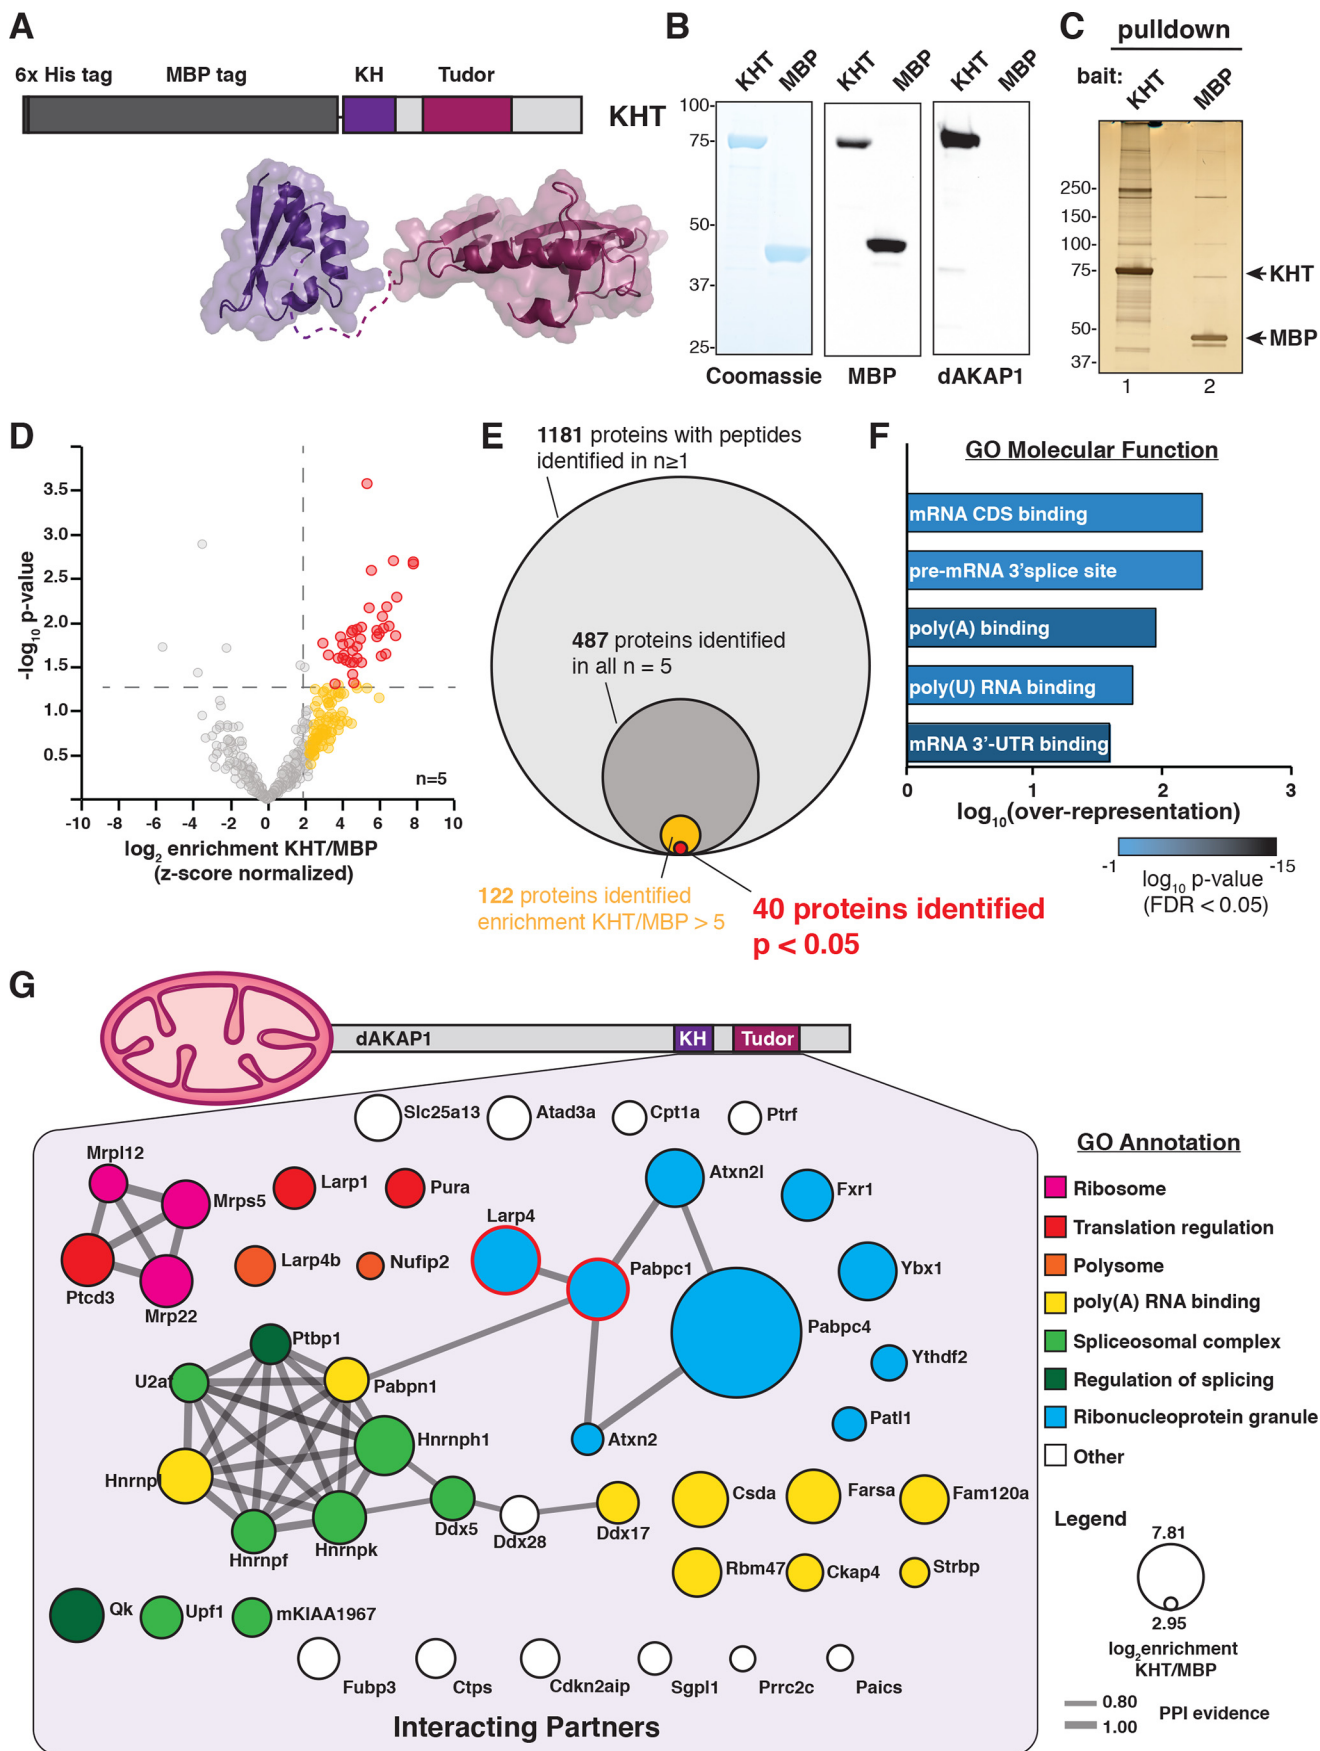 A
6x His tag
MBP tag
KH
Tudor
KHT
B
KHT
MBP
KHT
MBP
KHT
MBP
100-
75-
50-
37-
25-
Coomassie
MBP
dAKAP1
C
pulldown
bait:
KHT
MBP
250-
150-
100-
75-
50-
37-
KHT
MBP
1
2
D
-log10 p-value
3.5
3.0
2.5
2.0
1.5
1.0
0.5
n=5
-10 -8 -6 -4 -2 0 2 4 6 8 10
log2 enrichment KHT/MBP
(z-score normalized)
E
1181 proteins with peptides
identified in n≥1
487 proteins identified
in all n = 5
122 proteins identified
enrichment KHT/MBP > 5
40 proteins identified
p < 0.05
F
GO Molecular Function
mRNA CDS binding
pre-mRNA 3'splice site
poly(A) binding
poly(U) RNA binding
mRNA 3'-UTR binding
0 1 2 3
log10(over-representation)
-1
-15
log10 p-value
(FDR < 0.05)
G
dAKAP1
KH
Tudor
Slc25a13
Atad3a
Cpt1a
Ptrf
Mrpl12
Mrps5
Ptcd3
Mrp22
Larp1
Pura
Larp4b
Nufip2
Larp4
Pabpc1
Atxn2l
Fxr1
Ybx1
Pabpc4
Ythdf2
Patl1
Atxn2
Ptbp1
U2af
Pabpn1
Hnrnph1
Hnrnpl
Hnrnpf
Hnrnpk
Ddx5
Ddx28
Ddx17
Csda
Farsa
Fam120a
Rbm47
Ckap4
Strbp
Qk
Upf1
mKIAA1967
Fubp3
Ctps
Cdkn2aip
Sgpl1
Prrc2c
Paics
Interacting Partners
GO Annotation
Ribosome
Translation regulation
Polysome
poly(A) RNA binding
Spliceosomal complex
Regulation of splicing
Ribonucleoprotein granule
Other
Legend
7.81
2.95
log2enrichment
KHT/MBP
0.80
1.00
PPI evidence